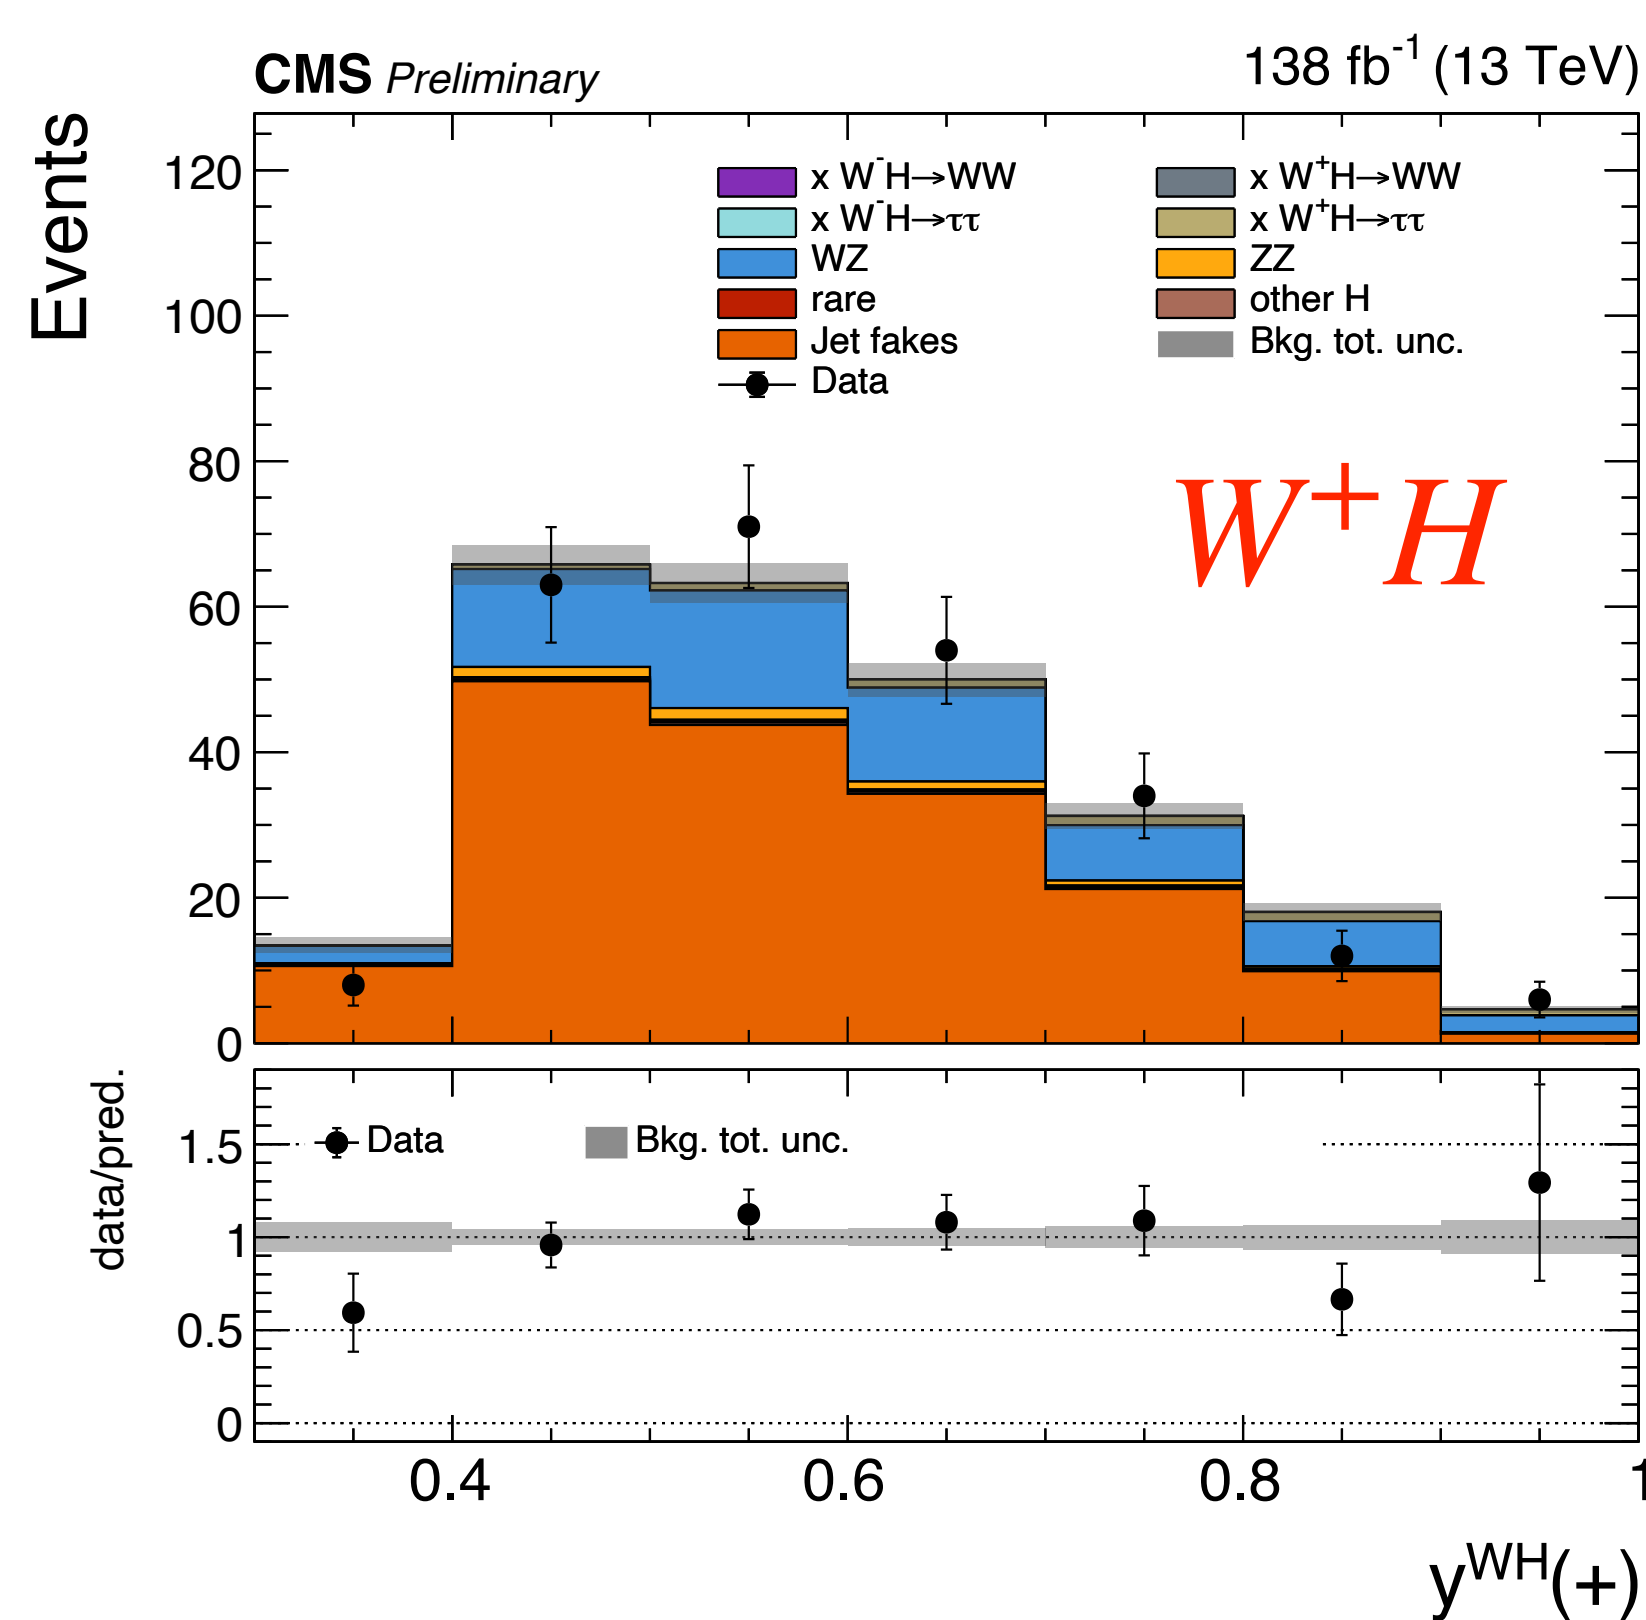 CMS Preliminary 138 fb⁻¹ (13 TeV)
Events
120
100
80
60
40
20
0
x W⁻H→WW x W⁺H→WW
x W⁻H→ττ x W⁺H→ττ
WZ ZZ
rare other H
Jet fakes Bkg. tot. unc.
Data
W⁺H
data/pred.
1.5
1
0.5
0
Data Bkg. tot. unc.
0.4 0.6 0.8 1
y^WH(+)